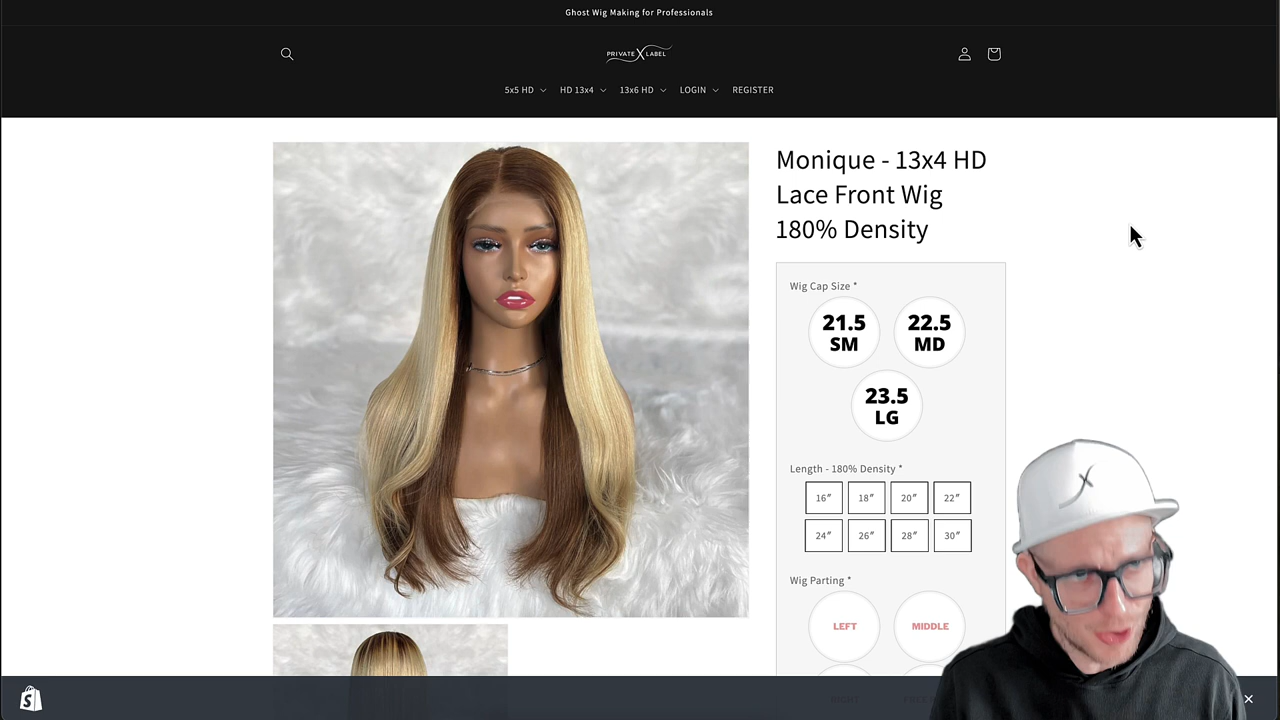 Ghost Wig Making for Professionals
PRIVATE X LABEL
5x5 HD
HD 13x4
13x6 HD
LOGIN
REGISTER
Monique - 13x4 HD
Lace Front Wig
180% Density
Wig Cap Size *
21.5
SM
22.5
MD
23.5
LG
Length - 180% Density *
16″
18″
20″
22″
24″
26″
28″
30″
Wig Parting *
LEFT
MIDDLE
RIGHT